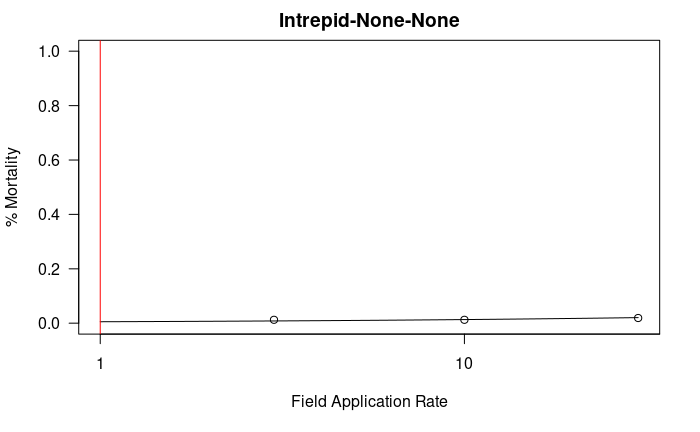 Intrepid-None-None
1.0
0.8
0.6
0.4
0.2
0.0
% Mortality
1 10
Field Application Rate